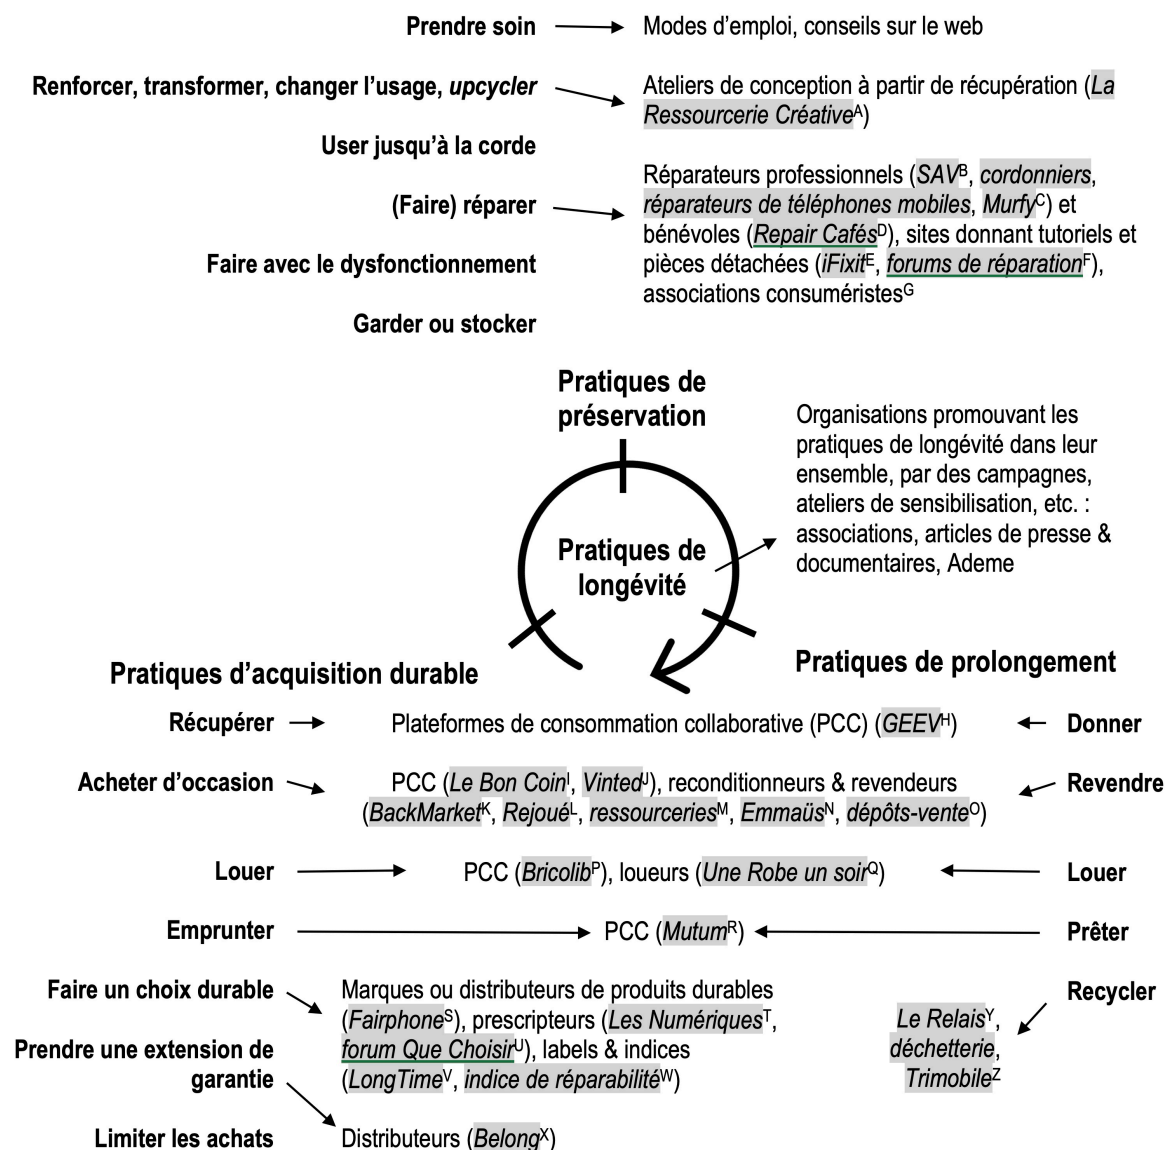 Prendre soin
Modes d’emploi, conseils sur le web
Renforcer, transformer, changer l’usage, upcycler
Ateliers de conception à partir de récupération (La
Ressourcerie Créativeᴬ)
User jusqu’à la corde
(Faire) réparer
Réparateurs professionnels (SAVᴮ, cordonniers,
réparateurs de téléphones mobiles, Murfyᶜ) et
bénévoles (Repair Cafésᴰ), sites donnant tutoriels et
pièces détachées (iFixitᴱ, forums de réparationF),
associations consuméristesᴳ
Faire avec le dysfonctionnement
Garder ou stocker
Pratiques de
préservation
Organisations promouvant les
pratiques de longévité dans leur
ensemble, par des campagnes,
ateliers de sensibilisation, etc. :
associations, articles de presse &
documentaires, Ademe
Pratiques de
longévité
Pratiques d’acquisition durable
Pratiques de prolongement
Récupérer
Plateformes de consommation collaborative (PCC) (GEEVᴴ)
Donner
Acheter d’occasion
PCC (Le Bon Coinᴵ, Vintedᴶ), reconditionneurs & revendeurs
(BackMarketᴷ, Rejouéᴸ, ressourceriesᴹ, Emmaüsᴺ, dépôts-venteᴼ)
Revendre
Louer
PCC (Bricolibᴾ), loueurs (Une Robe un soirQ)
Louer
Emprunter
PCC (Mutumᴿ)
Prêter
Faire un choix durable
Marques ou distributeurs de produits durables
(FairphoneS), prescripteurs (Les Numériquesᵀ,
forum Que Choisirᵁ), labels & indices
(LongTimeⱽ, indice de réparabilitéᵂ)
Prendre une extension de
garantie
Distributeurs (BelongX)
Limiter les achats
Recycler
Le RelaisY,
déchetterie,
TrimobileZ